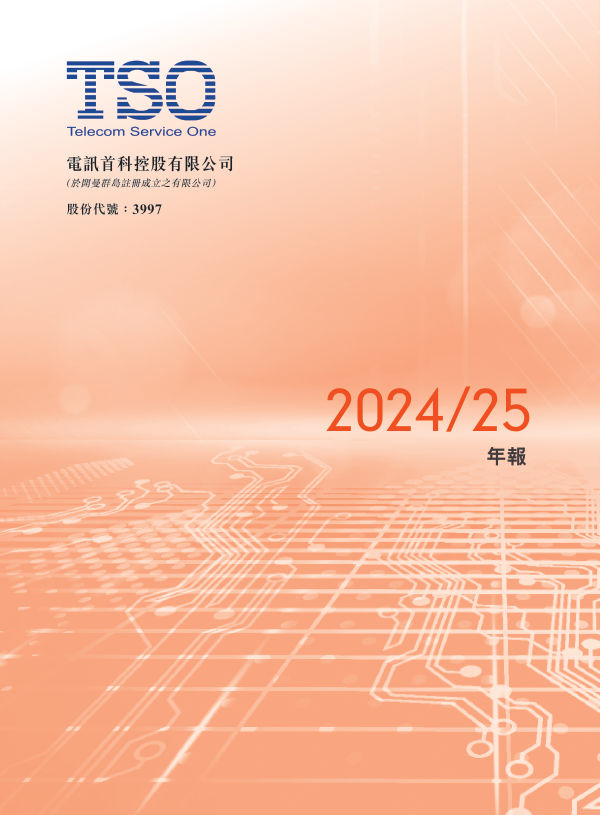 TSO
Telecom Service One
電訊首科控股有限公司
(於開曼群島註冊成立之有限公司)
股份代號：3997
2024/25
年報